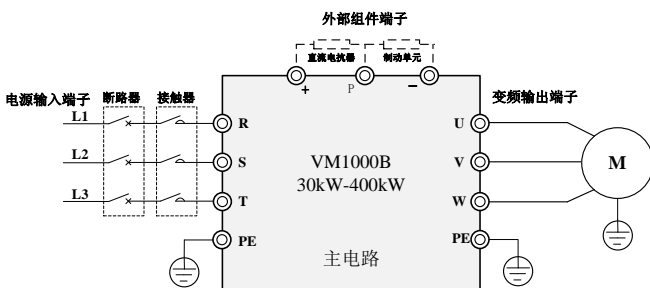 外部组件端子
直流电抗器 制动单元
+ P −
电源输入端子 断路器 接触器 变频输出端子
L1 R U
L2 S VM1000B V M
30kW-400kW
L3 T W
PE PE
主电路